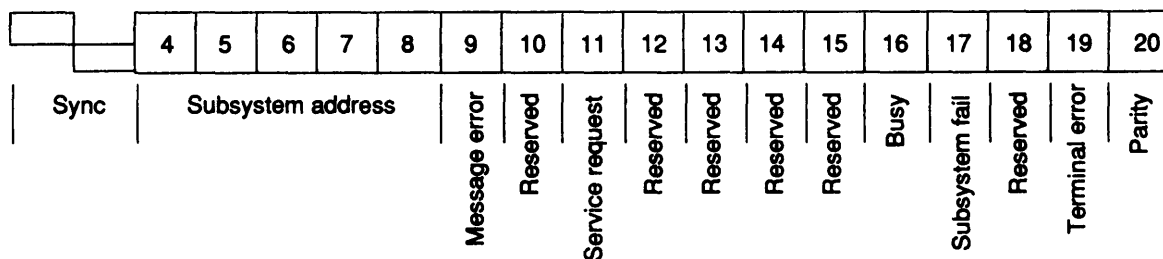 4 5 6 7 8 9 10 11 12 13 14 15 16 17 18 19 20
Sync
Subsystem address
Message error
Reserved
Service request
Reserved
Reserved
Reserved
Reserved
Busy
Subsystem fail
Reserved
Terminal error
Parity